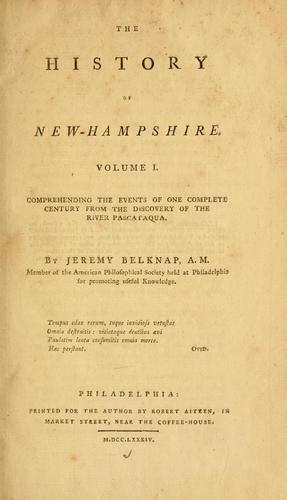 THE
HISTORY
OF
NEW-HAMPSHIRE.
VOLUME I.
COMPREHENDING THE EVENTS OF ONE COMPLETE
CENTURY FROM THE DISCOVERY OF THE
RIVER PASCATAQUA.
By JEREMY BELKNAP, A. M.
Member of the American Philosophical Society held at Philadelphia
for promoting useful Knowledge.
Tempus edax rerum, tuque invidiosa vetustas
Omnia destruitis: vitiataque dentibus aevi
Paulatim lenta consumitis omnia morte.
Haec perstant. OVID.
PHILADELPHIA:
PRINTED FOR THE AUTHOR BY ROBERT AITKEN, IN
MARKET STREET, NEAR THE COFFEE-HOUSE.
M.DCC.LXXXIV.